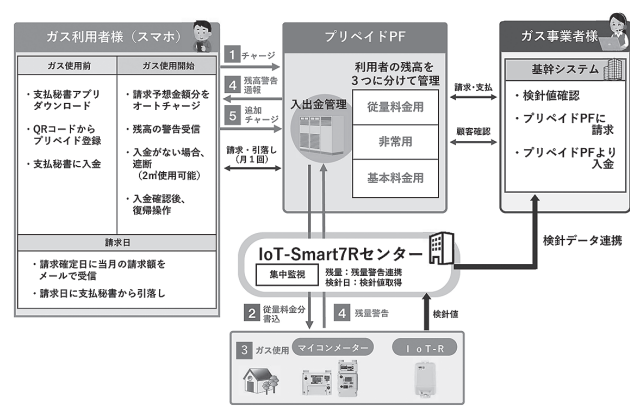 ガス利用者様（スマホ）
ガス使用前
・支払秘書アプリ
ダウンロード
・QRコードから
プリペイド登録
・支払秘書に入金
ガス使用開始
・請求予想金額分を
オートチャージ
・残高の警告受信
・入金がない場合、
遮断
（2㎥使用可能）
・入金確認後、
復帰操作
請求日
・請求確定日に当月の請求額を
メールで受信
・請求日に支払秘書から引落し
1 チャージ
4 残高警告
通報
5 追加
チャージ
請求・引落し
（月１回）
プリペイドPF
利用者の残高を
３つに分けて管理
入出金管理
従量料金用
非常用
基本料金用
請求・支払
顧客確認
ガス事業者様
基幹システム
・検針値確認
・プリペイドPFに
請求
・プリペイドPFより
入金
検針データ連携
IoT-Smart7Rセンター
集中監視
残量：残量警告連携
検針日：検針値取得
2 従量料金分
書込
4 残量警告
検針値
3 ガス使用
マイコンメーター
ＩｏＴ-Ｒ